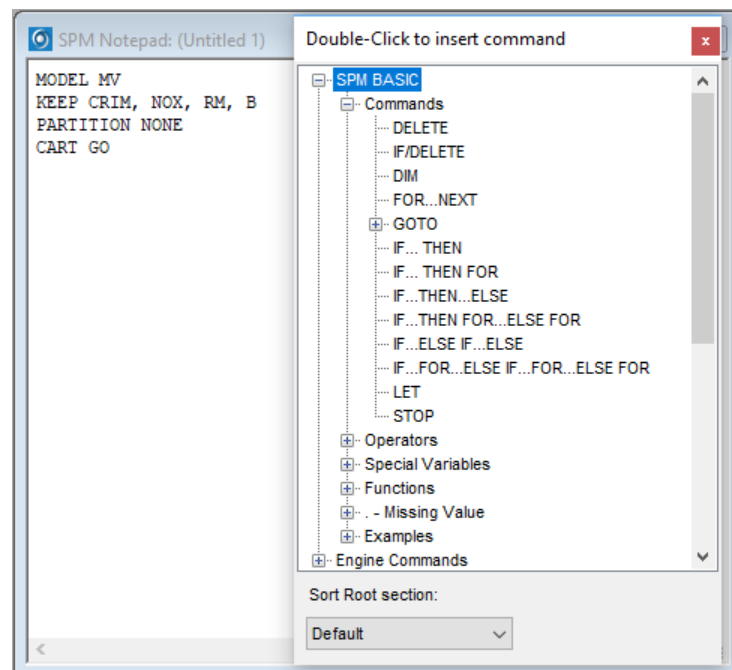 SPM Notepad: (Untitled 1)
MODEL MV
KEEP CRIM, NOX, RM, B
PARTITION NONE
CART GO
Double-Click to insert command
x
SPM BASIC
Commands
DELETE
IF/DELETE
DIM
FOR...NEXT
GOTO
IF... THEN
IF... THEN FOR
IF...THEN...ELSE
IF...THEN FOR...ELSE FOR
IF...ELSE IF...ELSE
IF...FOR...ELSE IF...FOR...ELSE FOR
LET
STOP
Operators
Special Variables
Functions
. - Missing Value
Examples
Engine Commands
Sort Root section:
Default